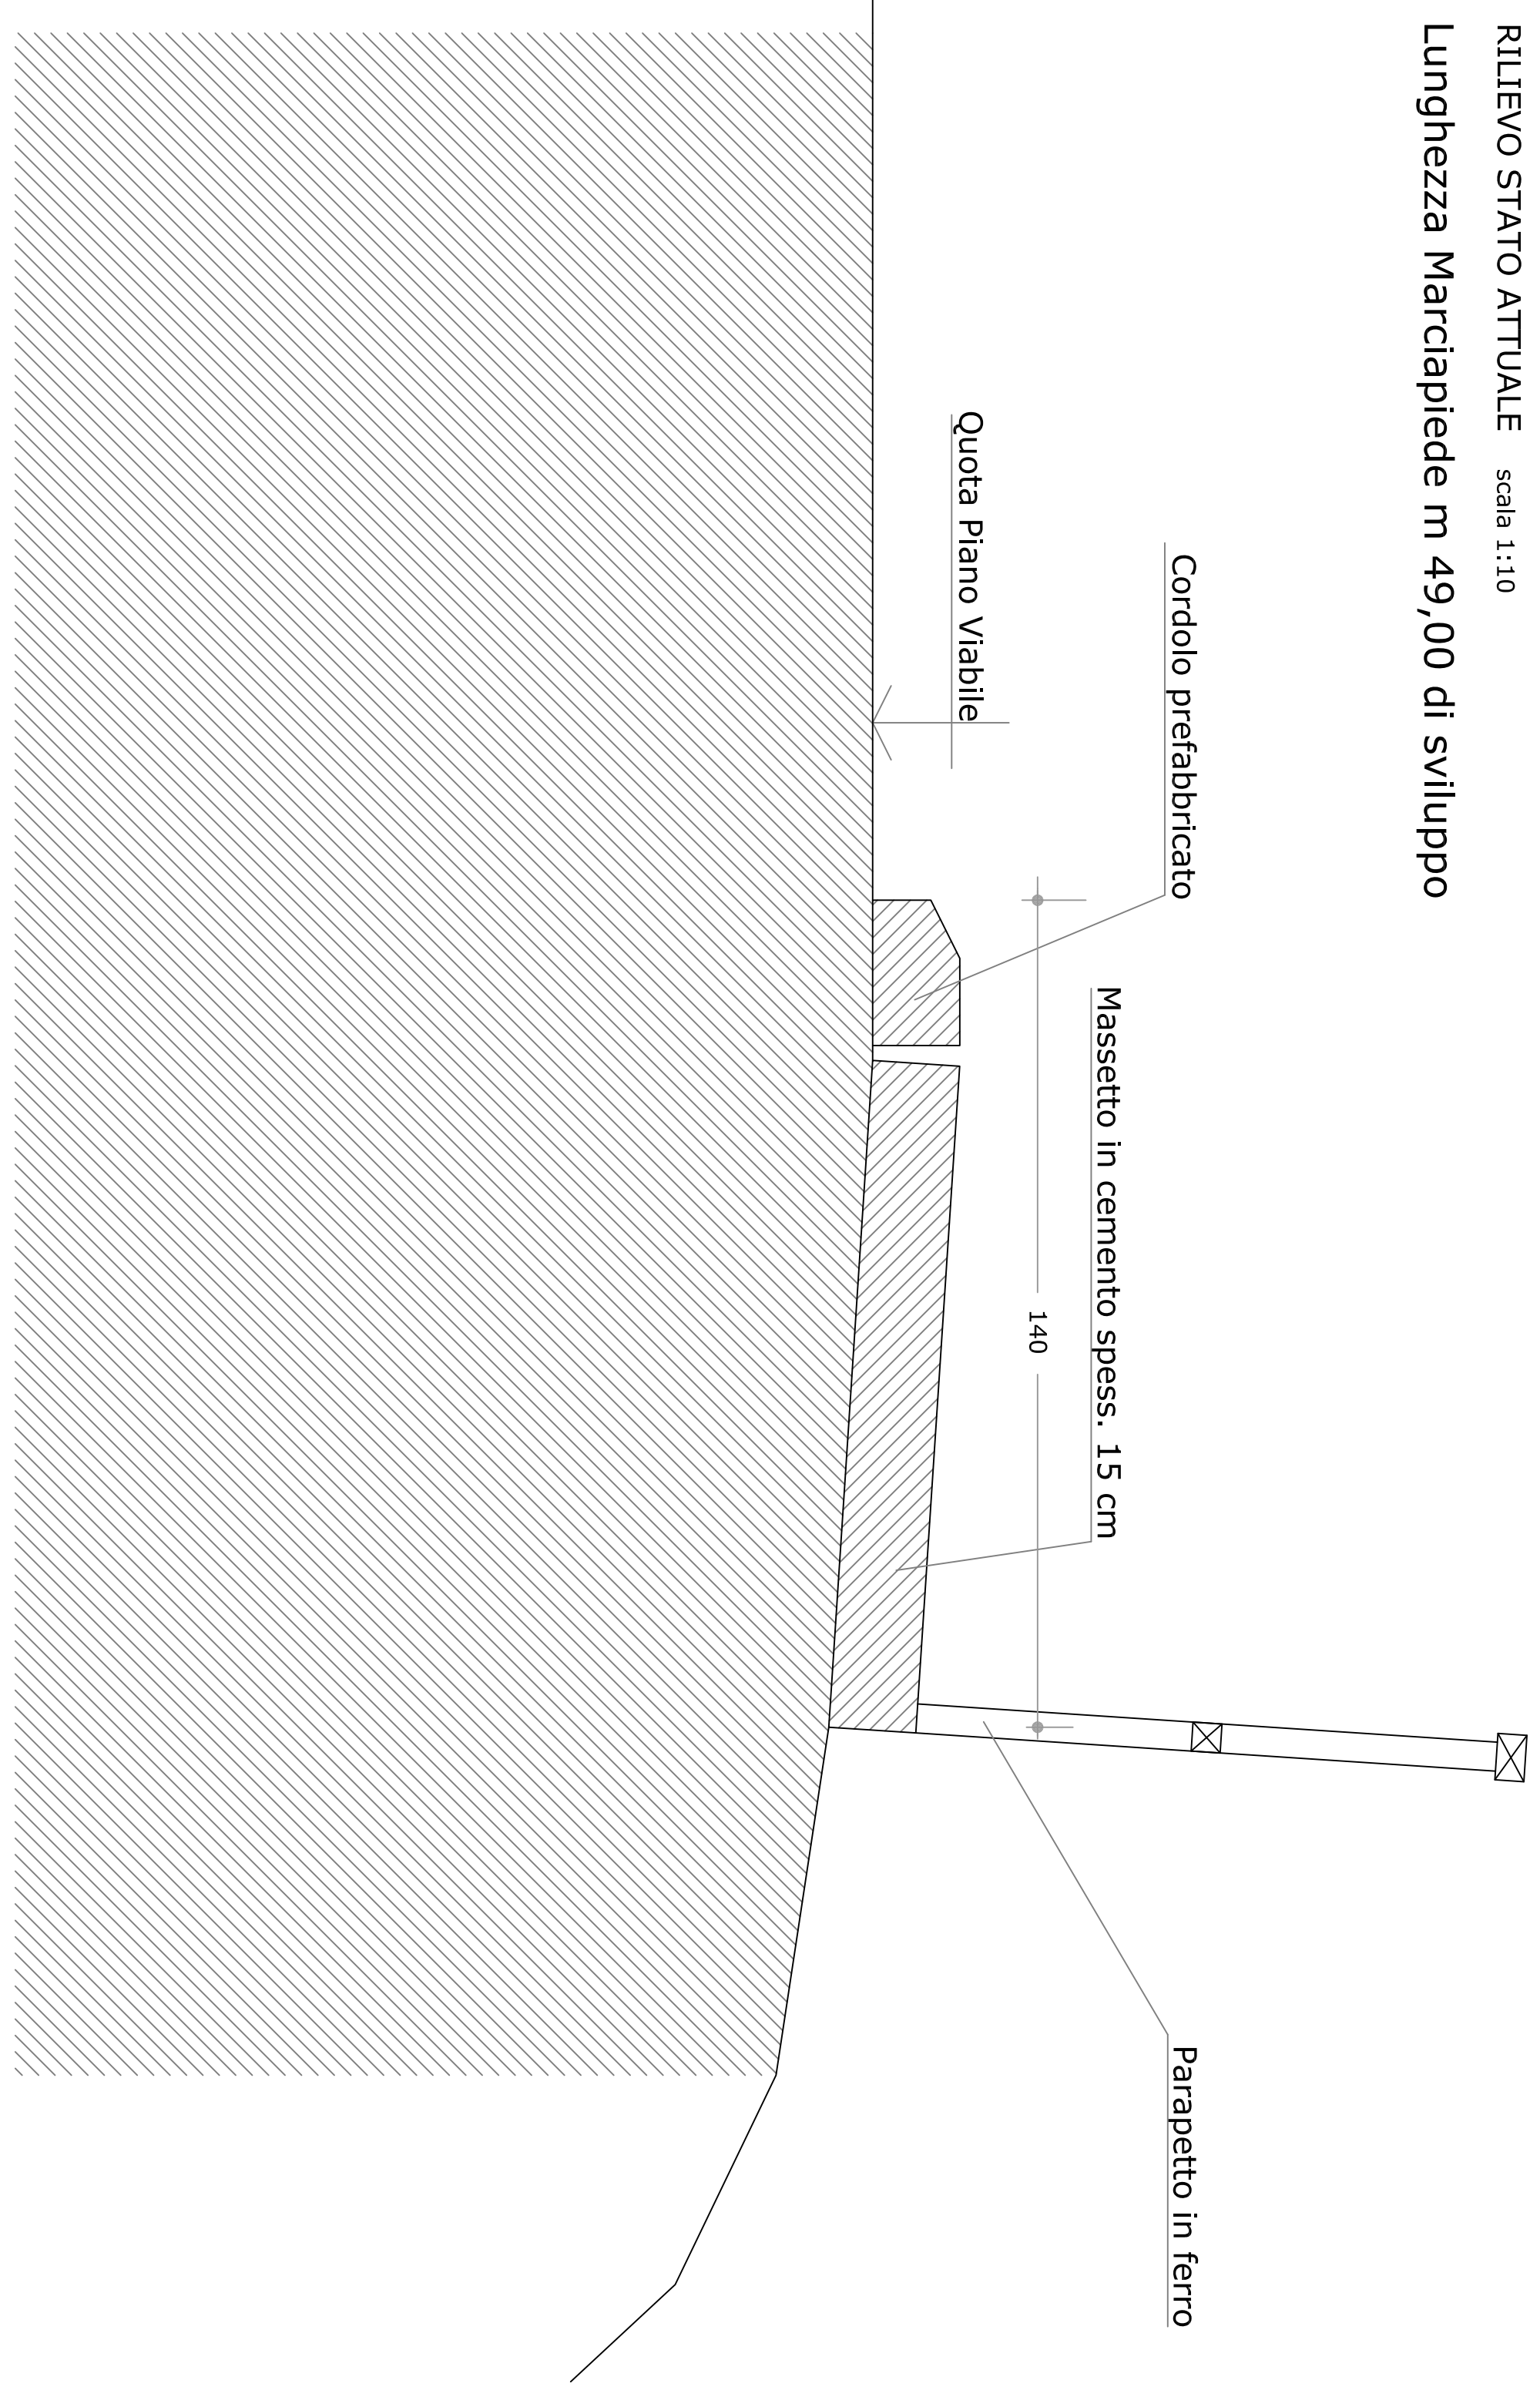 RILIEVO STATO ATTUALE scala 1:10
Lunghezza Marciapiede m 49,00 di sviluppo
Cordolo prefabbricato
Parapetto in ferro
Massetto in cemento spess. 15 cm
140
Quota Piano Viabile